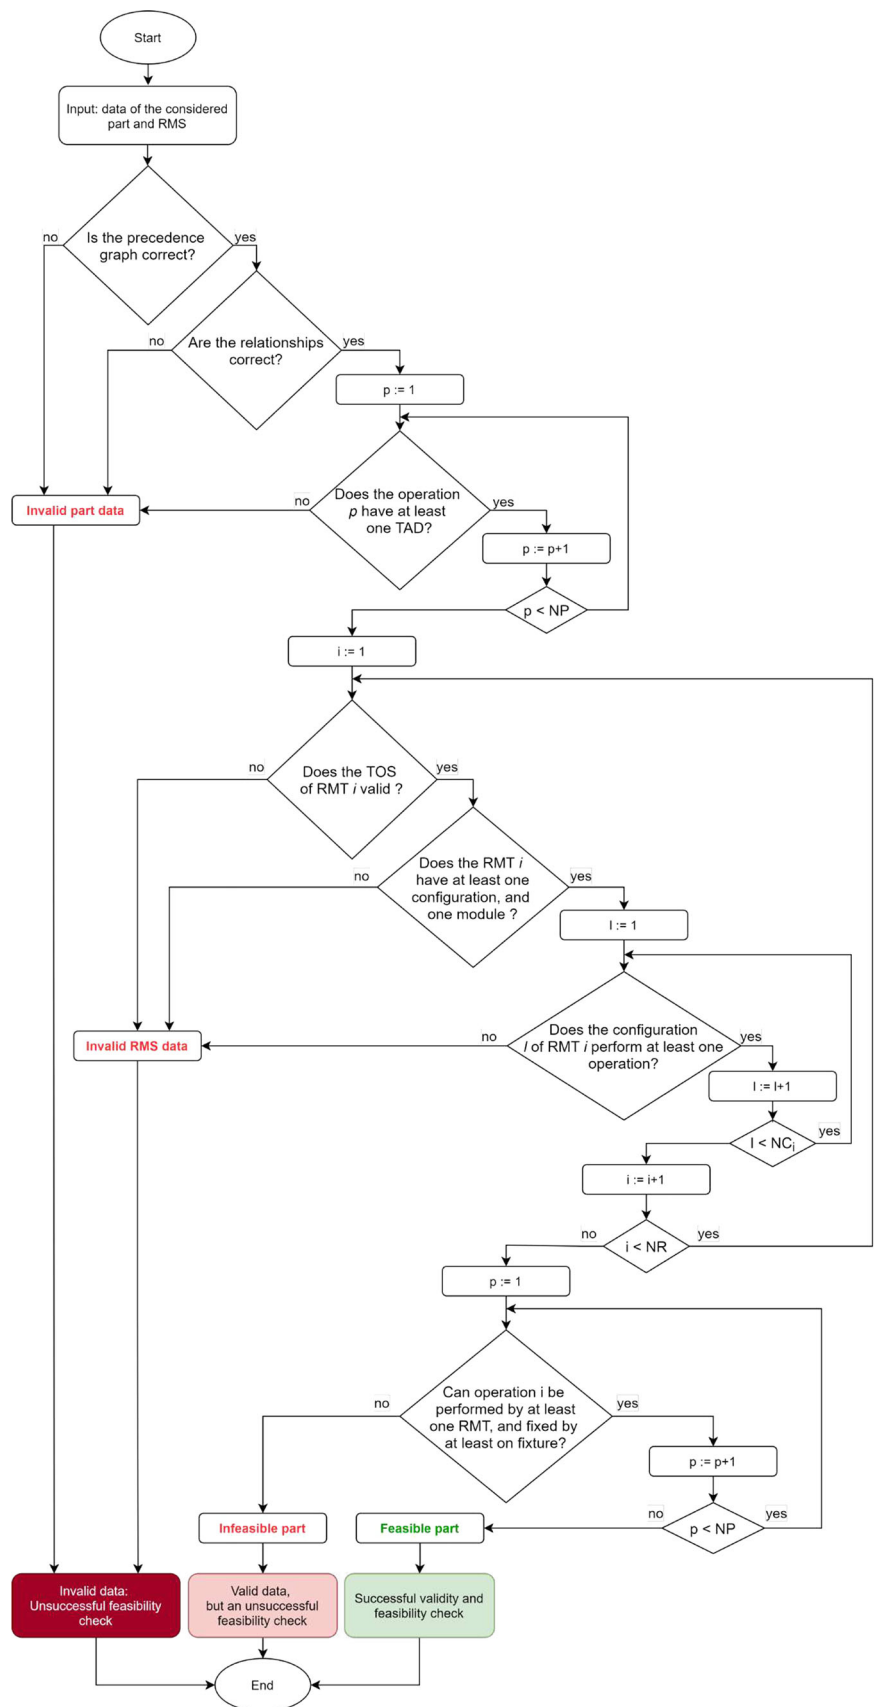 Start
Input: data of the considered
part and RMS
no
yes
Is the precedence
graph correct?
no
yes
Are the relationships
correct?
p := 1
no
yes
Does the operation
p have at least
one TAD?
Invalid part data
p := p+1
p < NP
i := 1
no
yes
Does the TOS
of RMT i valid ?
no
yes
Does the RMT i
have at least one
configuration, and
one module ?
l := 1
no
yes
Does the configuration
l of RMT i perform at least one
operation?
Invalid RMS data
l := l+1
yes
l < NCi
i := i+1
no
yes
i < NR
p := 1
no
yes
Can operation i be
performed by at least
one RMT, and fixed by
at least on fixture?
p := p+1
no
yes
p < NP
Infeasible part
Feasible part
Invalid data:
Unsuccessful feasibility
check
Valid data,
but an unsuccessful
feasibility check
Successful validity and
feasibility check
End